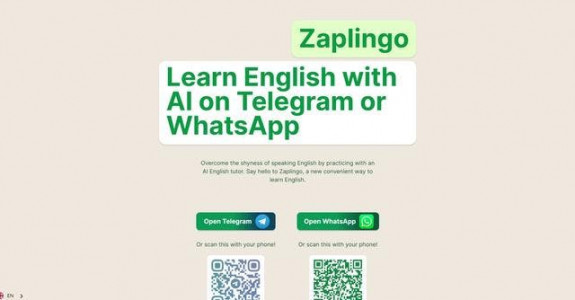 Zaplingo
Learn English with
AI on Telegram or
WhatsApp
Overcome the shyness of speaking English by practicing with an
AI English tutor. Say hello to Zaplingo, a new convenient way to
learn English.
Open Telegram
Open WhatsApp
Or scan this with your phone!
Or scan this with your phone!
EN